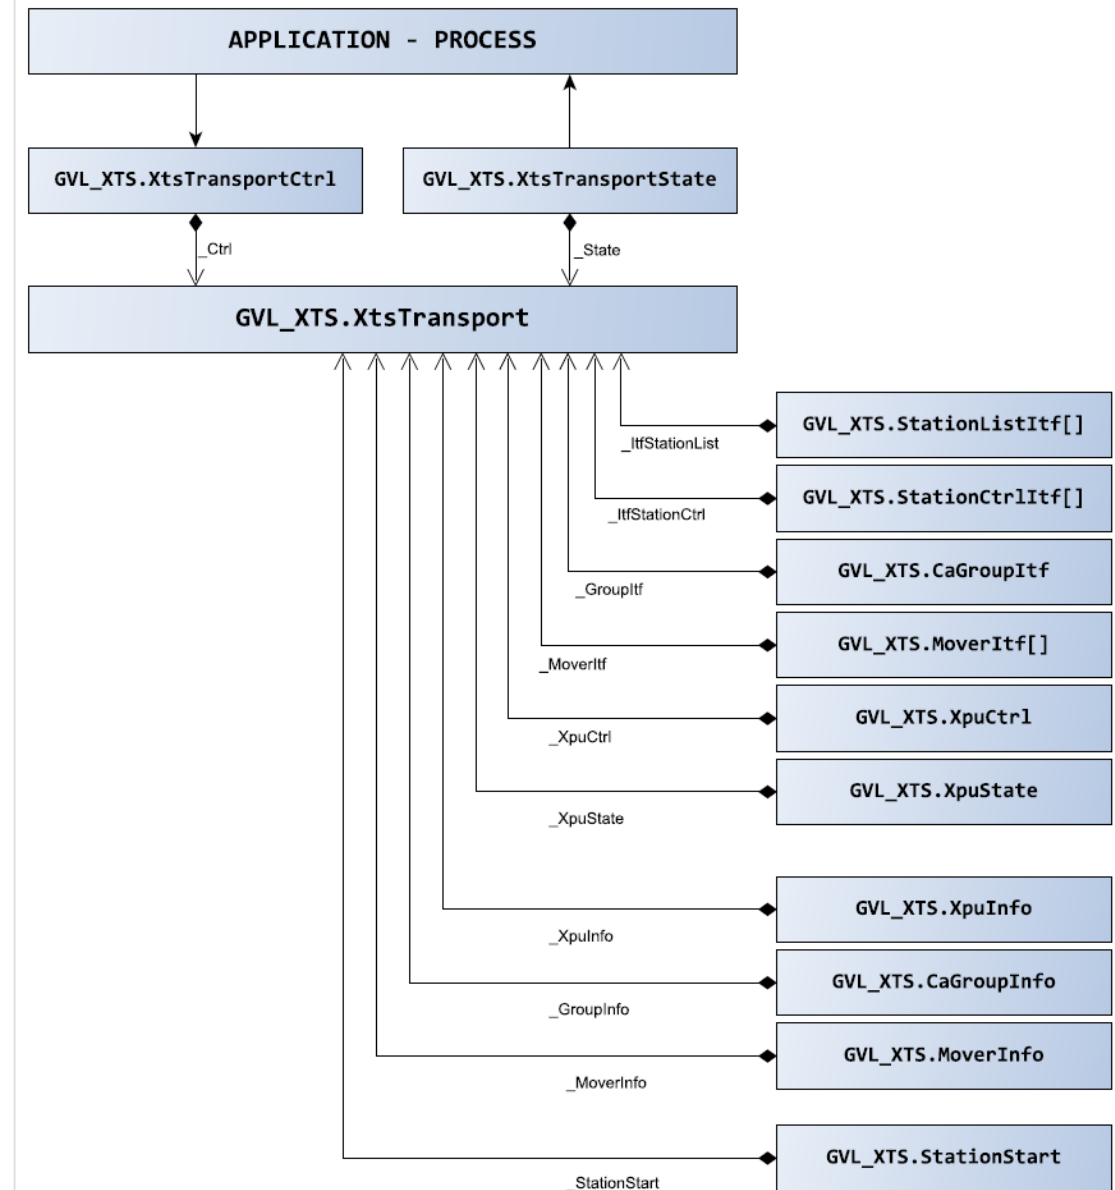 APPLICATION - PROCESS
GVL_XTS.XtsTransportCtrl
GVL_XTS.XtsTransportState
_Ctrl
_State
GVL_XTS.XtsTransport
GVL_XTS.StationListItf[]
_ItfStationList
GVL_XTS.StationCtrlItf[]
_ItfStationCtrl
GVL_XTS.CaGroupItf
_GroupItf
GVL_XTS.MoverItf[]
_MoverItf
GVL_XTS.XpuCtrl
_XpuCtrl
GVL_XTS.XpuState
_XpuState
GVL_XTS.XpuInfo
_XpuInfo
GVL_XTS.CaGroupInfo
_GroupInfo
GVL_XTS.MoverInfo
_MoverInfo
GVL_XTS.StationStart
_StationStart